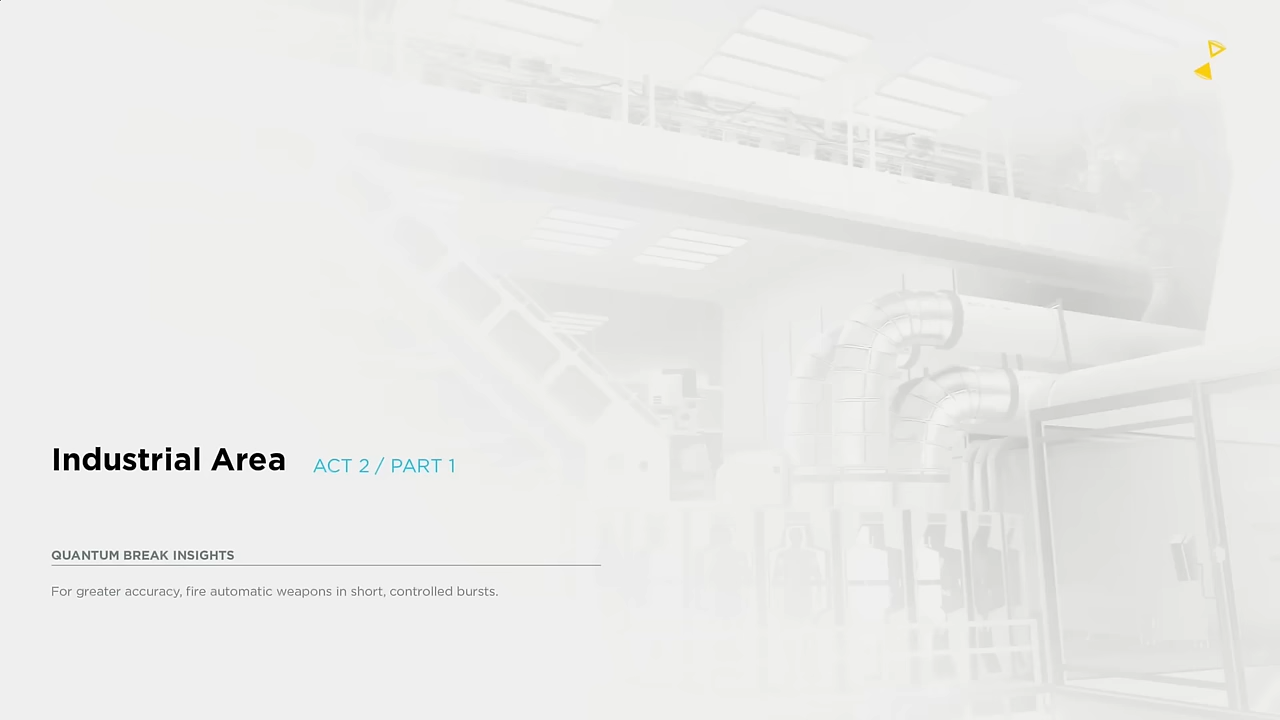 Industrial Area ACT 2 / PART 1
QUANTUM BREAK INSIGHTS
For greater accuracy, fire automatic weapons in short, controlled bursts.